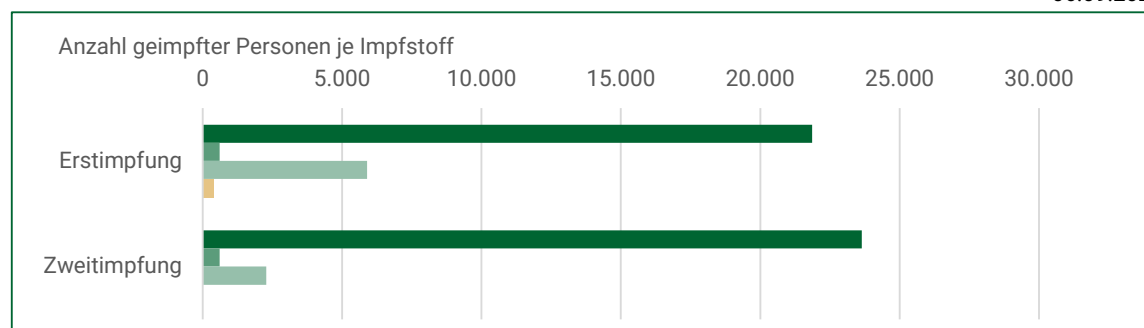 Anzahl geimpfter Personen je Impfstoff
0 5.000 10.000 15.000 20.000 25.000 30.000
Erstimpfung
Zweitimpfung